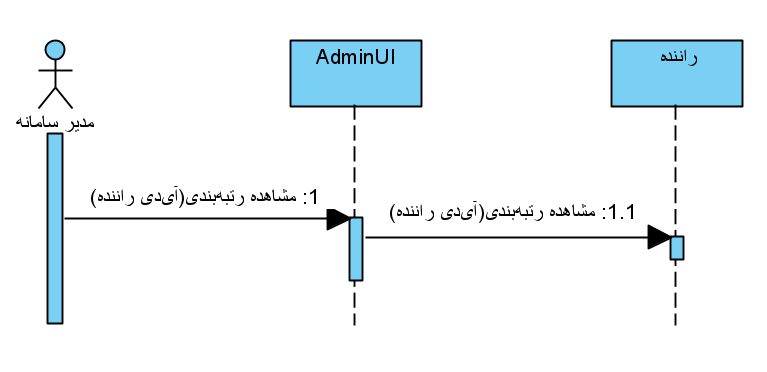 AdminUI
راننده
مدیر سامانه
1: مشاهده رتبه‌بندی(آی‌دی راننده)
1.1: مشاهده رتبه‌بندی(آی‌دی راننده)